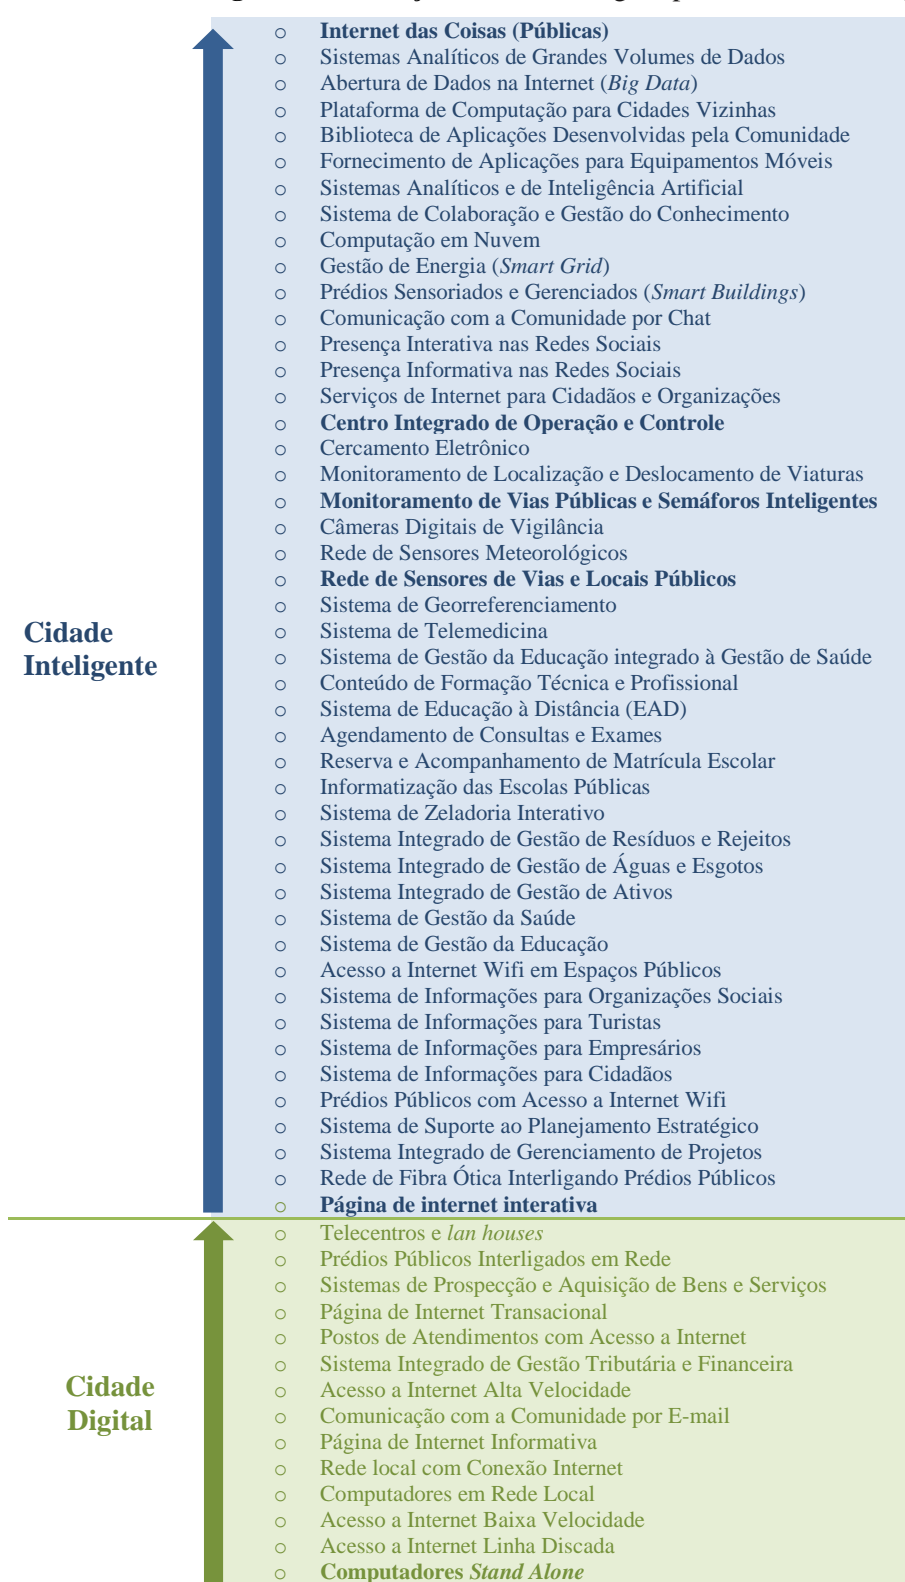 Internet das Coisas (Públicas)
Sistemas Analíticos de Grandes Volumes de Dados
Abertura de Dados na Internet (Big Data)
Plataforma de Computação para Cidades Vizinhas
Biblioteca de Aplicações Desenvolvidas pela Comunidade
Fornecimento de Aplicações para Equipamentos Móveis
Sistemas Analíticos e de Inteligência Artificial
Sistema de Colaboração e Gestão do Conhecimento
Computação em Nuvem
Gestão de Energia (Smart Grid)
Prédios Sensoriados e Gerenciados (Smart Buildings)
Comunicação com a Comunidade por Chat
Presença Interativa nas Redes Sociais
Presença Informativa nas Redes Sociais
Serviços de Internet para Cidadãos e Organizações
Centro Integrado de Operação e Controle
Cercamento Eletrônico
Monitoramento de Localização e Deslocamento de Viaturas
Monitoramento de Vias Públicas e Semáforos Inteligentes
Câmeras Digitais de Vigilância
Rede de Sensores Meteorológicos
Rede de Sensores de Vias e Locais Públicos
Sistema de Georreferenciamento
Cidade
Inteligente
Sistema de Telemedicina
Sistema de Gestão da Educação integrado à Gestão de Saúde
Conteúdo de Formação Técnica e Profissional
Sistema de Educação à Distância (EAD)
Agendamento de Consultas e Exames
Reserva e Acompanhamento de Matrícula Escolar
Informatização das Escolas Públicas
Sistema de Zeladoria Interativo
Sistema Integrado de Gestão de Resíduos e Rejeitos
Sistema Integrado de Gestão de Águas e Esgotos
Sistema Integrado de Gestão de Ativos
Sistema de Gestão da Saúde
Sistema de Gestão da Educação
Acesso a Internet Wifi em Espaços Públicos
Sistema de Informações para Organizações Sociais
Sistema de Informações para Turistas
Sistema de Informações para Empresários
Sistema de Informações para Cidadãos
Prédios Públicos com Acesso a Internet Wifi
Sistema de Suporte ao Planejamento Estratégico
Sistema Integrado de Gerenciamento de Projetos
Rede de Fibra Ótica Interligando Prédios Públicos
Página de internet interativa
Telecentros e lan houses
Prédios Públicos Interligados em Rede
Sistemas de Prospecção e Aquisição de Bens e Serviços
Página de Internet Transacional
Postos de Atendimentos com Acesso a Internet
Sistema Integrado de Gestão Tributária e Financeira
Cidade
Digital
Acesso a Internet Alta Velocidade
Comunicação com a Comunidade por E-mail
Página de Internet Informativa
Rede local com Conexão Internet
Computadores em Rede Local
Acesso a Internet Baixa Velocidade
Acesso a Internet Linha Discada
Computadores Stand Alone